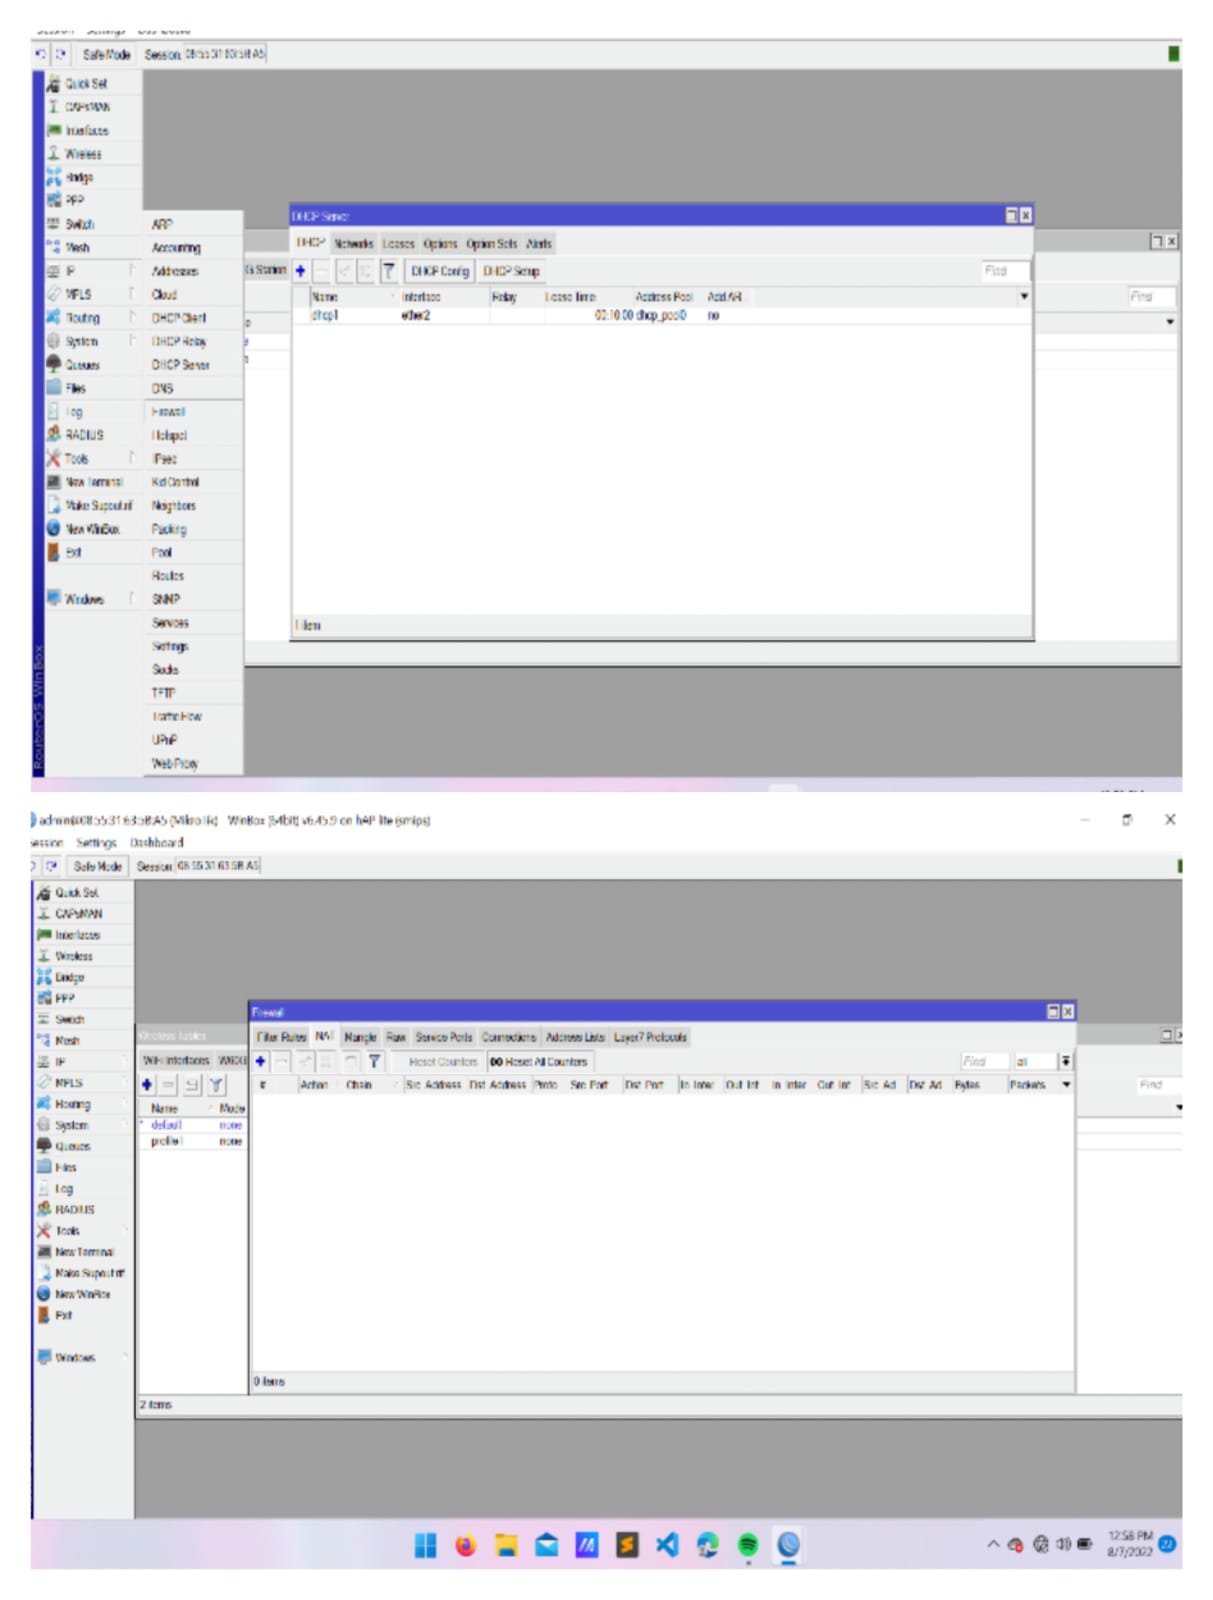 Safe Mode Session:
Quick Set
CAPsMAN
Interfaces
Wireless
Bridge
PPP
Switch
Mesh
IP
MPLS
Routing
System
Queues
Files
Log
RADIUS
Tools
New Terminal
Make Supout.rif
New WinBox
Exit
Windows
RouterOS WinBox
ARP
Accounting
Addresses
Cloud
DHCP Client
DHCP Relay
DHCP Server
DNS
Firewall
Hotspot
IPsec
Kid Control
Neighbors
Packing
Pool
Routes
SNMP
Services
Settings
Socks
TFTP
Traffic Flow
UPnP
Web Proxy
G Station
DHCP Server
DHCP Networks Leases Options Option Sets Alerts
DHCP Config DHCP Setup Find
Name Interface Relay Lease Time Address Pool Add AR...
dhcp1 ether2 00:10:00 dhcp_pool0 no
1 item
Find
admin@08:55:31:63:5B:A5 (MikroTik) WinBox (64bit) v6.45.9 on hAP lite (smips)
Session Settings Dashboard
Safe Mode Session: 08:55:31:63:5B:A5
Quick Set
CAPsMAN
Interfaces
Wireless
Bridge
PPP
Switch
Mesh
IP
MPLS
Routing
System
Queues
Files
Log
RADIUS
Tools
New Terminal
Make Supout.rif
New WinBox
Exit
Windows
Wireless Tables
WiFi Interfaces W60G
Name Mode
* default none
profile1 none
2 items
Firewall
Filter Rules NAT Mangle Raw Service Ports Connections Address Lists Layer7 Protocols
Reset Counters 00 Reset All Counters Find all
# Action Chain Src. Address Dst. Address Proto... Src. Port Dst. Port In. Inter... Out. Int... In. Inter... Out. Int... Src. Ad... Dst. Ad... Bytes Packets
0 items
Find
12:58 PM
8/7/2022